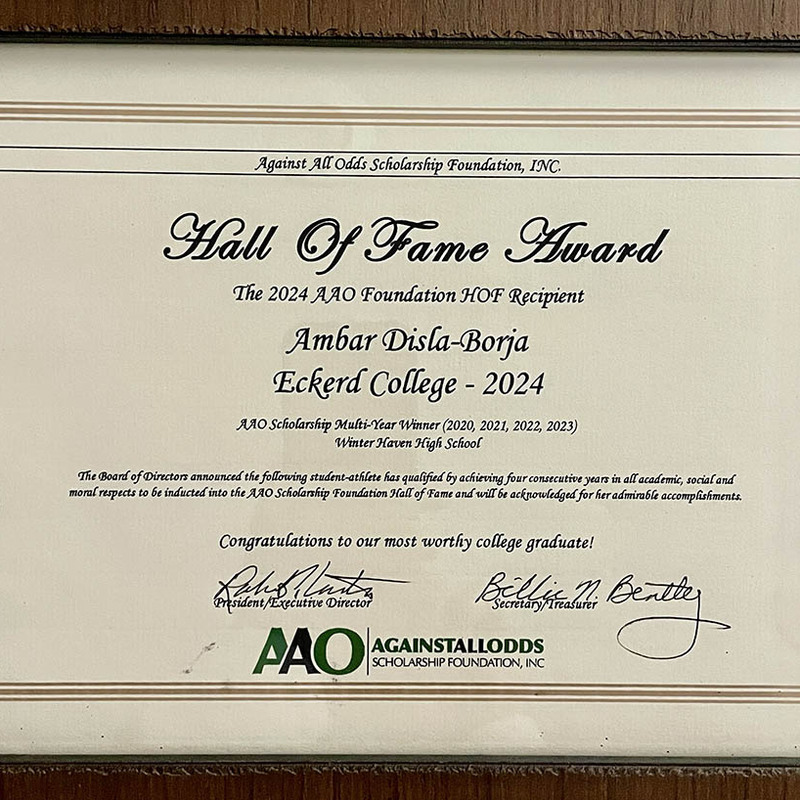 Against All Odds Scholarship Foundation, INC.
Hall Of Fame Award
The 2024 AAO Foundation HOF Recipient
Ambar Disla-Borja
Eckerd College - 2024
AAO Scholarship Multi-Year Winner (2020, 2021, 2022, 2023)
Winter Haven High School
The Board of Directors announced the following student-athlete has qualified by achieving four consecutive years in all academic, social and
moral respects to be inducted into the AAO Scholarship Foundation Hall of Fame and will be acknowledged for her admirable accomplishments.
Congratulations to our most worthy college graduate!
Billie N. Bentley
President/Executive Director
Secretary/Treasurer
AAO
AGAINSTALLODDS
SCHOLARSHIP FOUNDATION, INC